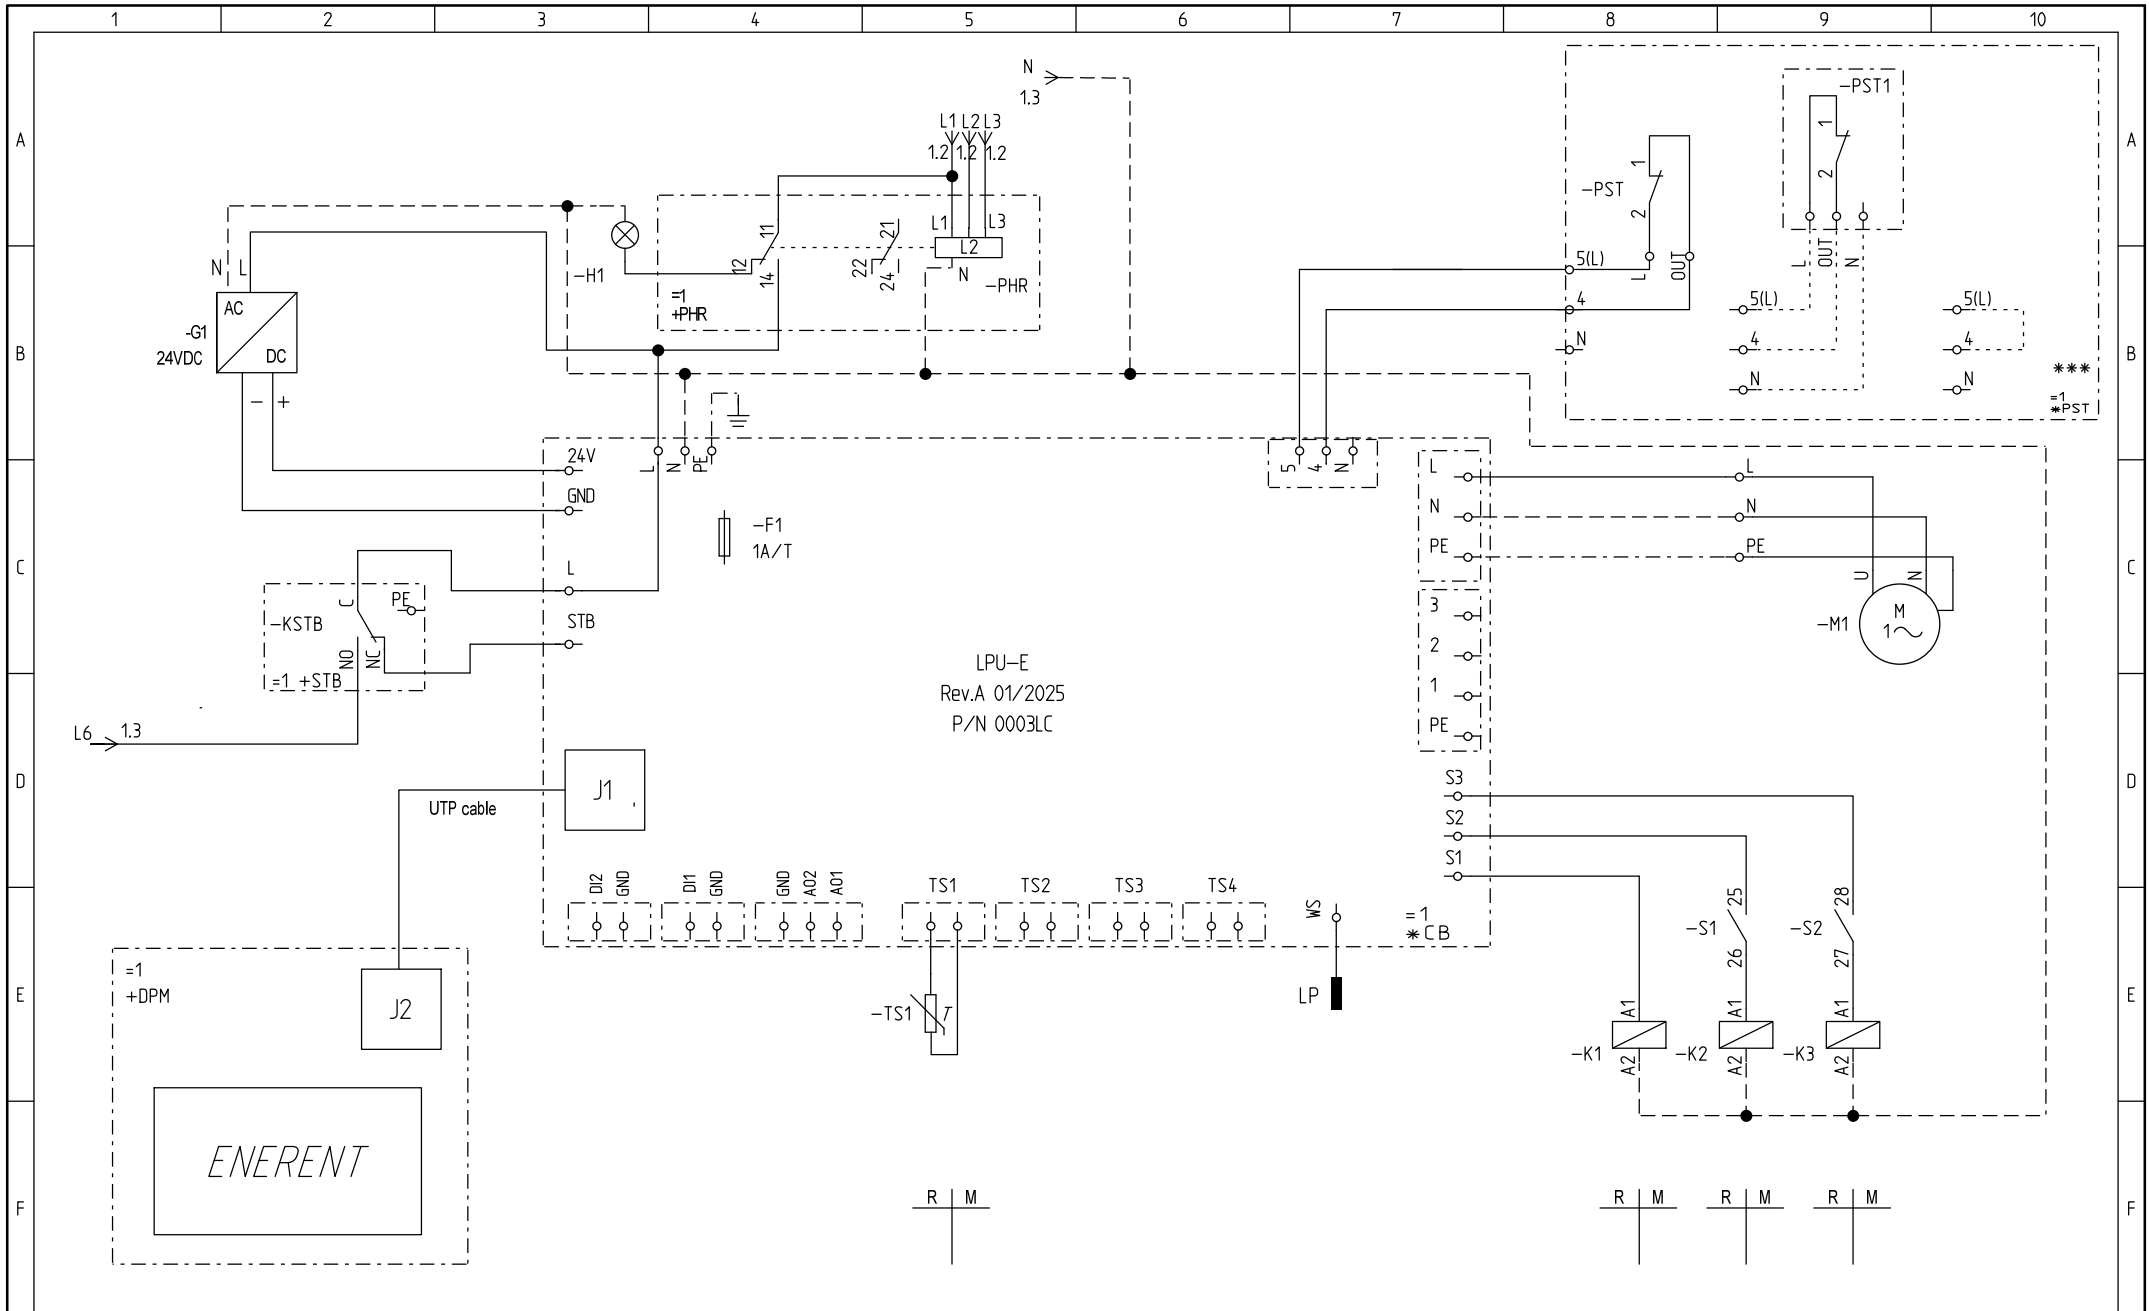 1 2 3 4 5 6 7 8 9 10
A A
B B
C C
D D
E E
F F
N
1.3
L1 L2 L3
1.2 1.2 1.2
L1 L3
L2
N
-PHR
11
12
14
21
22
24
=1
+PHR
-H1
N L
AC
DC
-G1
24VDC
- +
-PST
1
2
L
OUT
-PST1
1
2
L
OUT
N
5(L)
4
N
5(L)
4
N
5(L)
4
N
***
=1
*PST
24V
GND
L
STB
L
N
PE
-F1
1A/T
5
4
N
L
N
PE
3
2
1
PE
S3
S2
S1
L
N
PE
U
N
-M1
M
1~
C
PE
-KSTB
NO
NC
=1 +STB
L6 1.3
LPU-E
Rev.A 01/2025
P/N 0003LC
J1
UTP cable
DI2
GND
DI1
GND
GND
AO2
AO1
TS1
TS2
TS3
TS4
WS
=1
*CB
-TS1
T
LP
=1
+DPM
J2
ENERENT
25
-S1
26
28
-S2
27
A1
-K1
A2
A1
-K2
A2
A1
-K3
A2
R M
R M
R M
R M